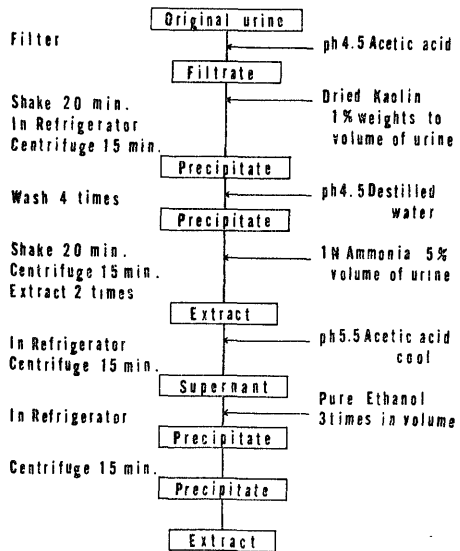 Original urine
Filter
ph4.5 Acetic acid
Filtrate
Shake 20 min.
In Refrigerator
Centrifuge 15 min.
Dried Kaolin
1% weights to
volume of urine
Precipitate
Wash 4 times
ph4.5 Destilled
water
Precipitate
Shake 20 min.
Centrifuge 15 min.
Extract 2 times
1N Ammonia 5%
volume of urine
Extract
In Refrigerator
Centrifuge 15 min.
ph5.5 Acetic acid
cool
Supernant
In Refrigerator
Pure Ethanol
3times in volume
Precipitate
Centrifuge 15 min.
Precipitate
Extract